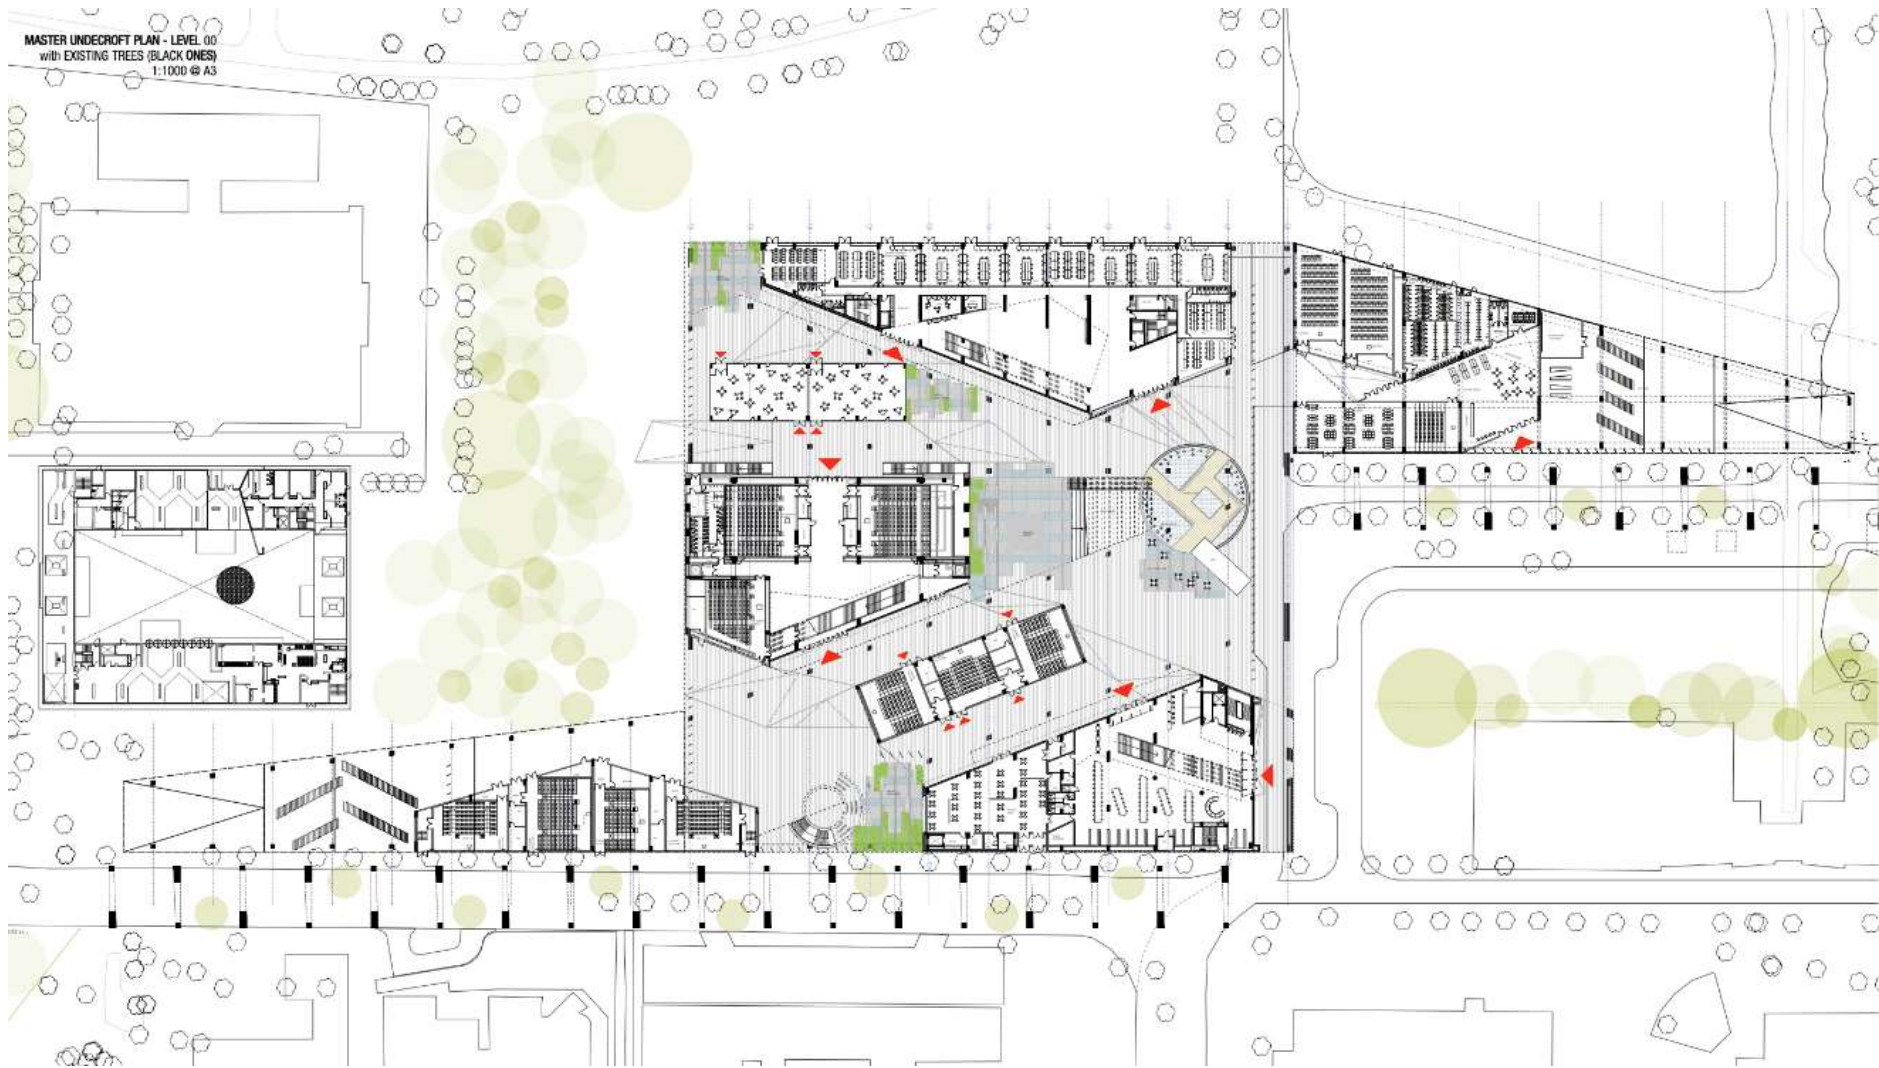 MASTER UNDECROFT PLAN - LEVEL 00
with EXISTING TREES (BLACK ONES)
1:1000 @ A3